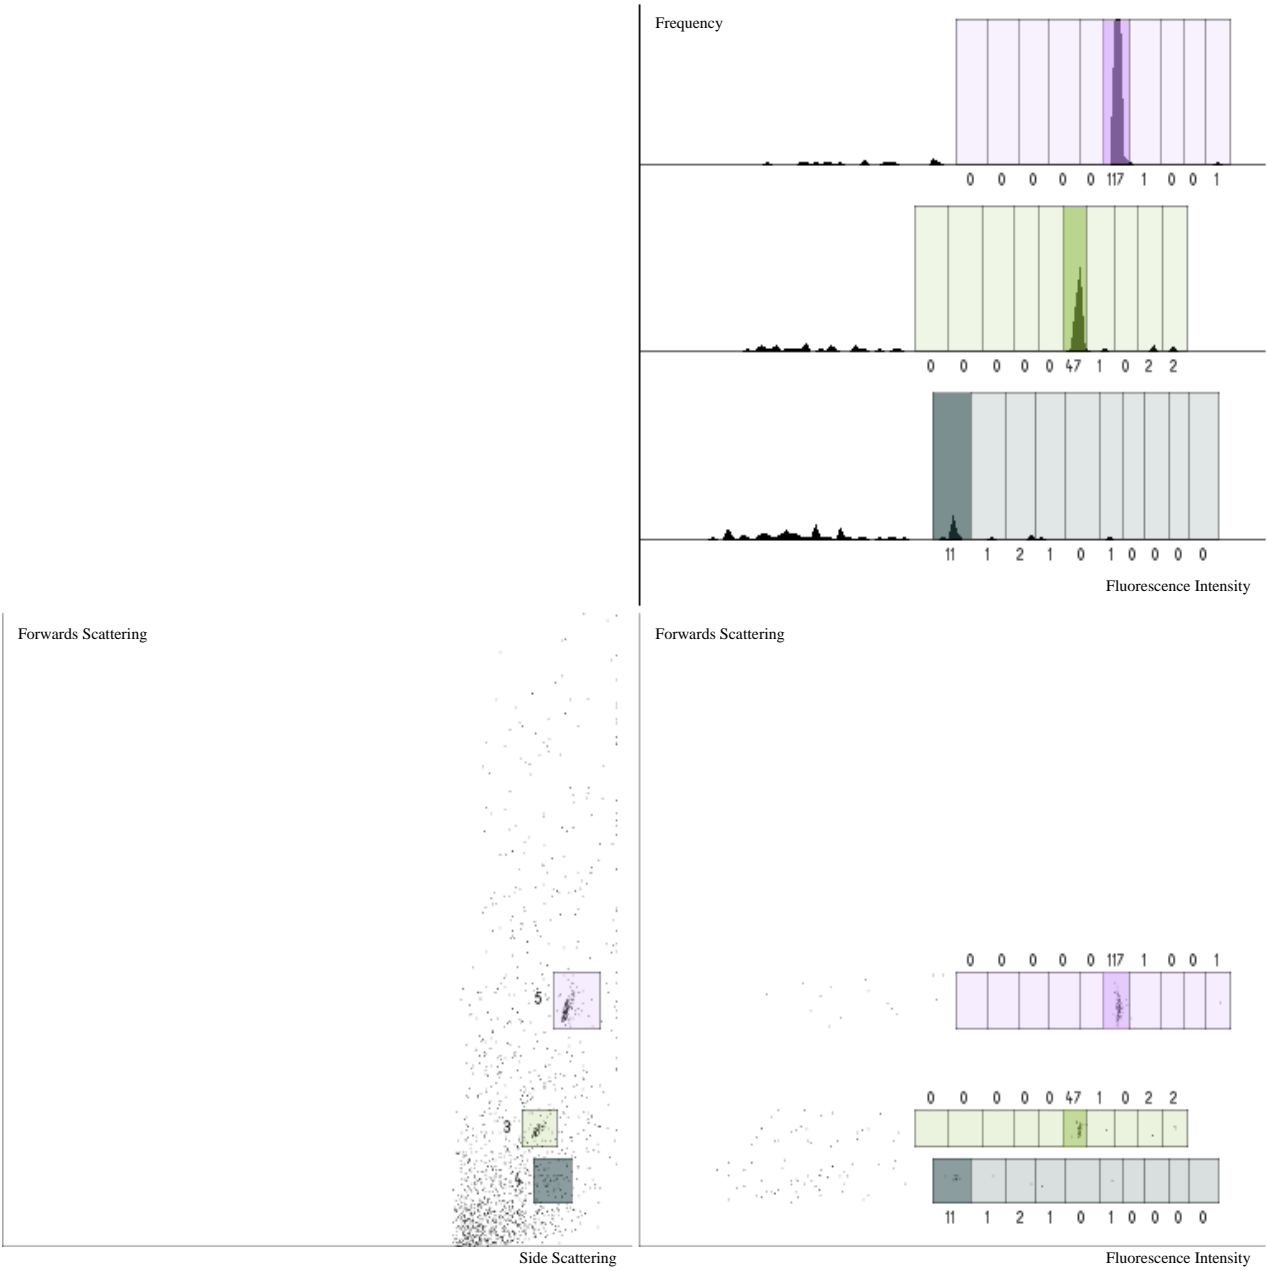 Frequency
0 0 0 0 0 117 1 0 0 1
0 0 0 0 0 47 1 0 2 2
11 1 2 1 0 1 0 0 0 0
Fluorescence Intensity
Forwards Scattering
5
3
Side Scattering
Forwards Scattering
0 0 0 0 0 117 1 0 0 1
0 0 0 0 0 47 1 0 2 2
11 1 2 1 0 1 0 0 0 0
Fluorescence Intensity